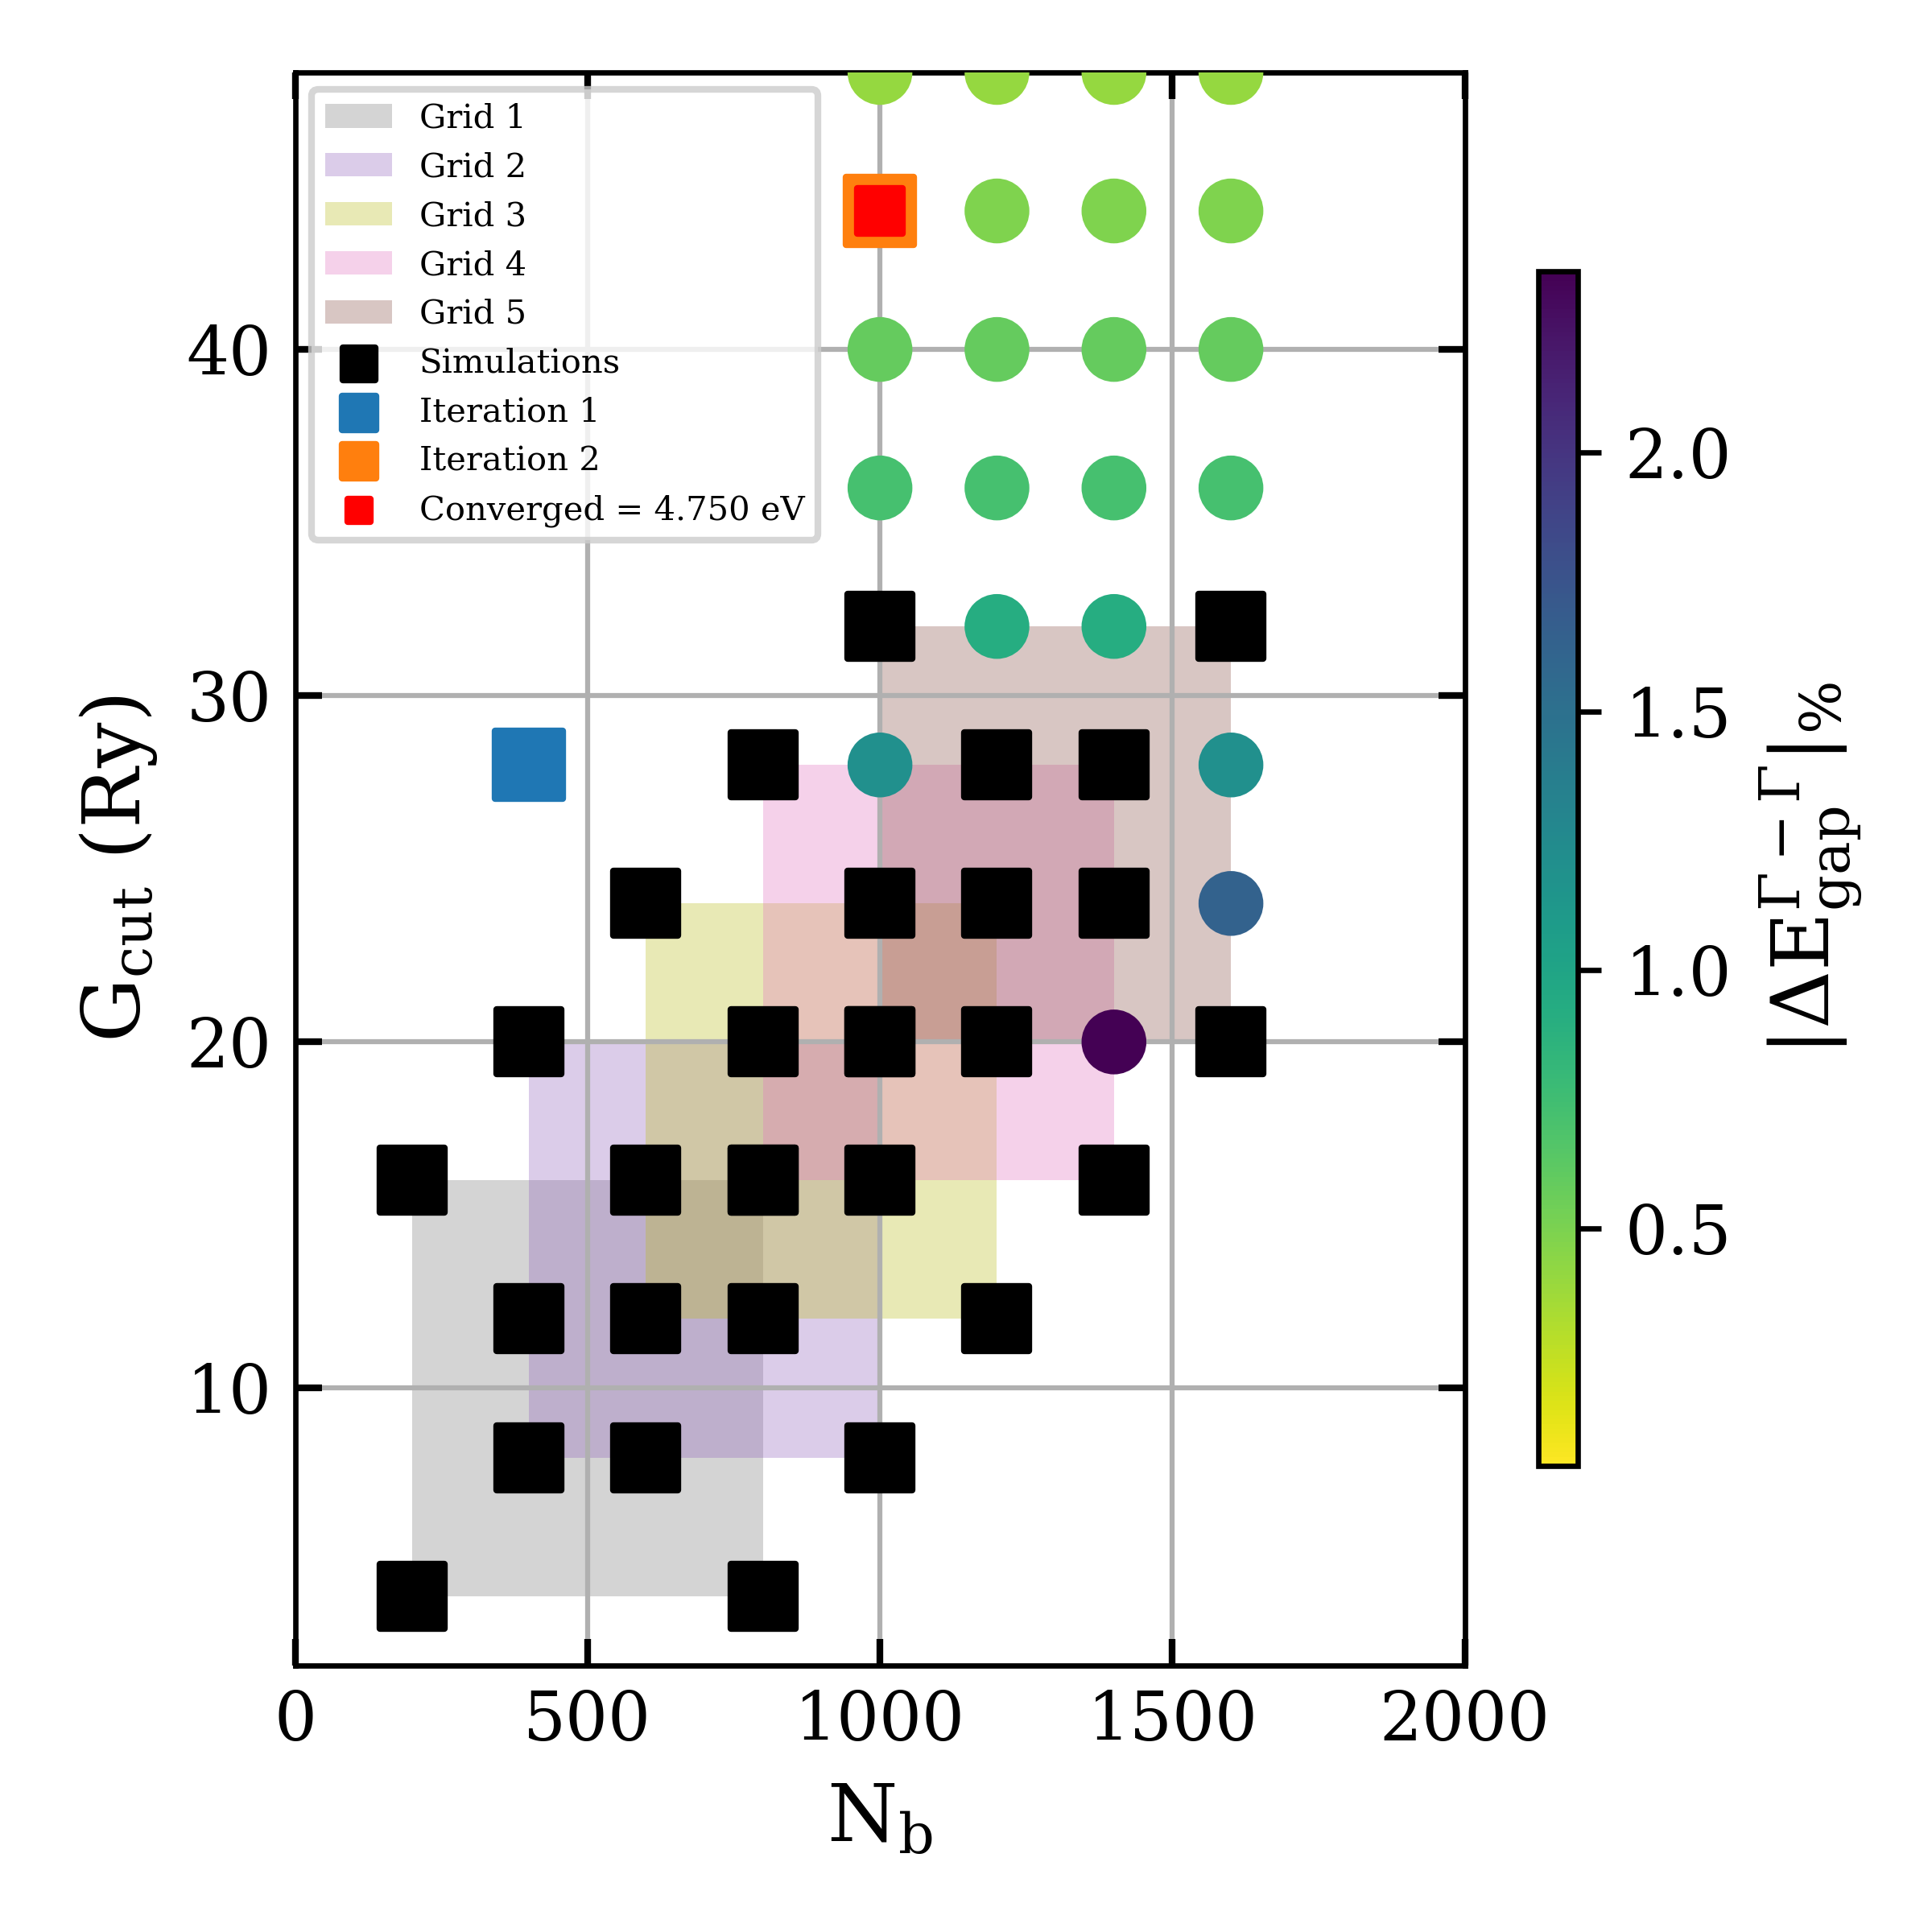 Grid 1
Grid 2
Grid 3
Grid 4
Grid 5
Simulations
Iteration 1
Iteration 2
Converged = 4.750 eV
40
30
20
10
G_cut (Ry)
0 500 1000 1500 2000
N_b
2.0
1.5
1.0
0.5
|ΔE^{Γ−Γ}_{gap}|_%